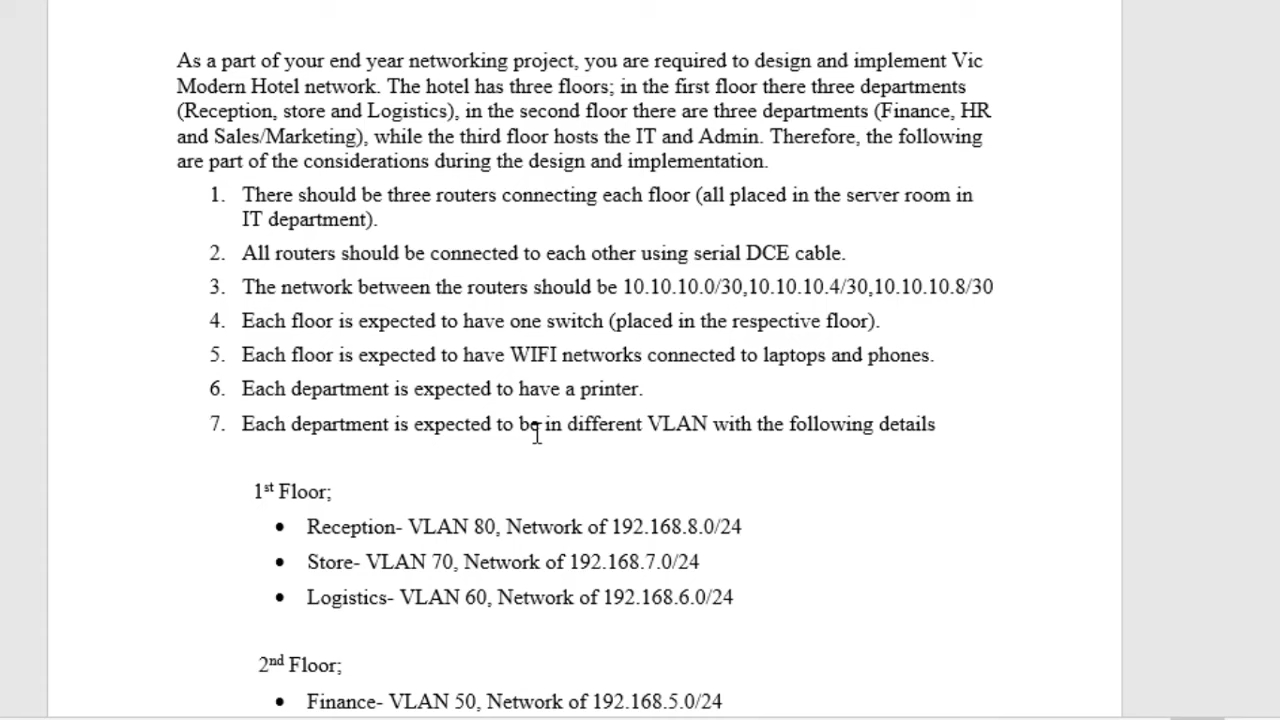 As a part of your end year networking project, you are required to design and implement Vic
Modern Hotel network. The hotel has three floors; in the first floor there three departments
(Reception, store and Logistics), in the second floor there are three departments (Finance, HR
and Sales/Marketing), while the third floor hosts the IT and Admin. Therefore, the following
are part of the considerations during the design and implementation.
1. There should be three routers connecting each floor (all placed in the server room in
IT department).
2. All routers should be connected to each other using serial DCE cable.
3. The network between the routers should be 10.10.10.0/30,10.10.10.4/30,10.10.10.8/30
4. Each floor is expected to have one switch (placed in the respective floor).
5. Each floor is expected to have WIFI networks connected to laptops and phones.
6. Each department is expected to have a printer.
7. Each department is expected to be in different VLAN with the following details
1st Floor;
• Reception- VLAN 80, Network of 192.168.8.0/24
• Store- VLAN 70, Network of 192.168.7.0/24
• Logistics- VLAN 60, Network of 192.168.6.0/24
2nd Floor;
• Finance- VLAN 50, Network of 192.168.5.0/24